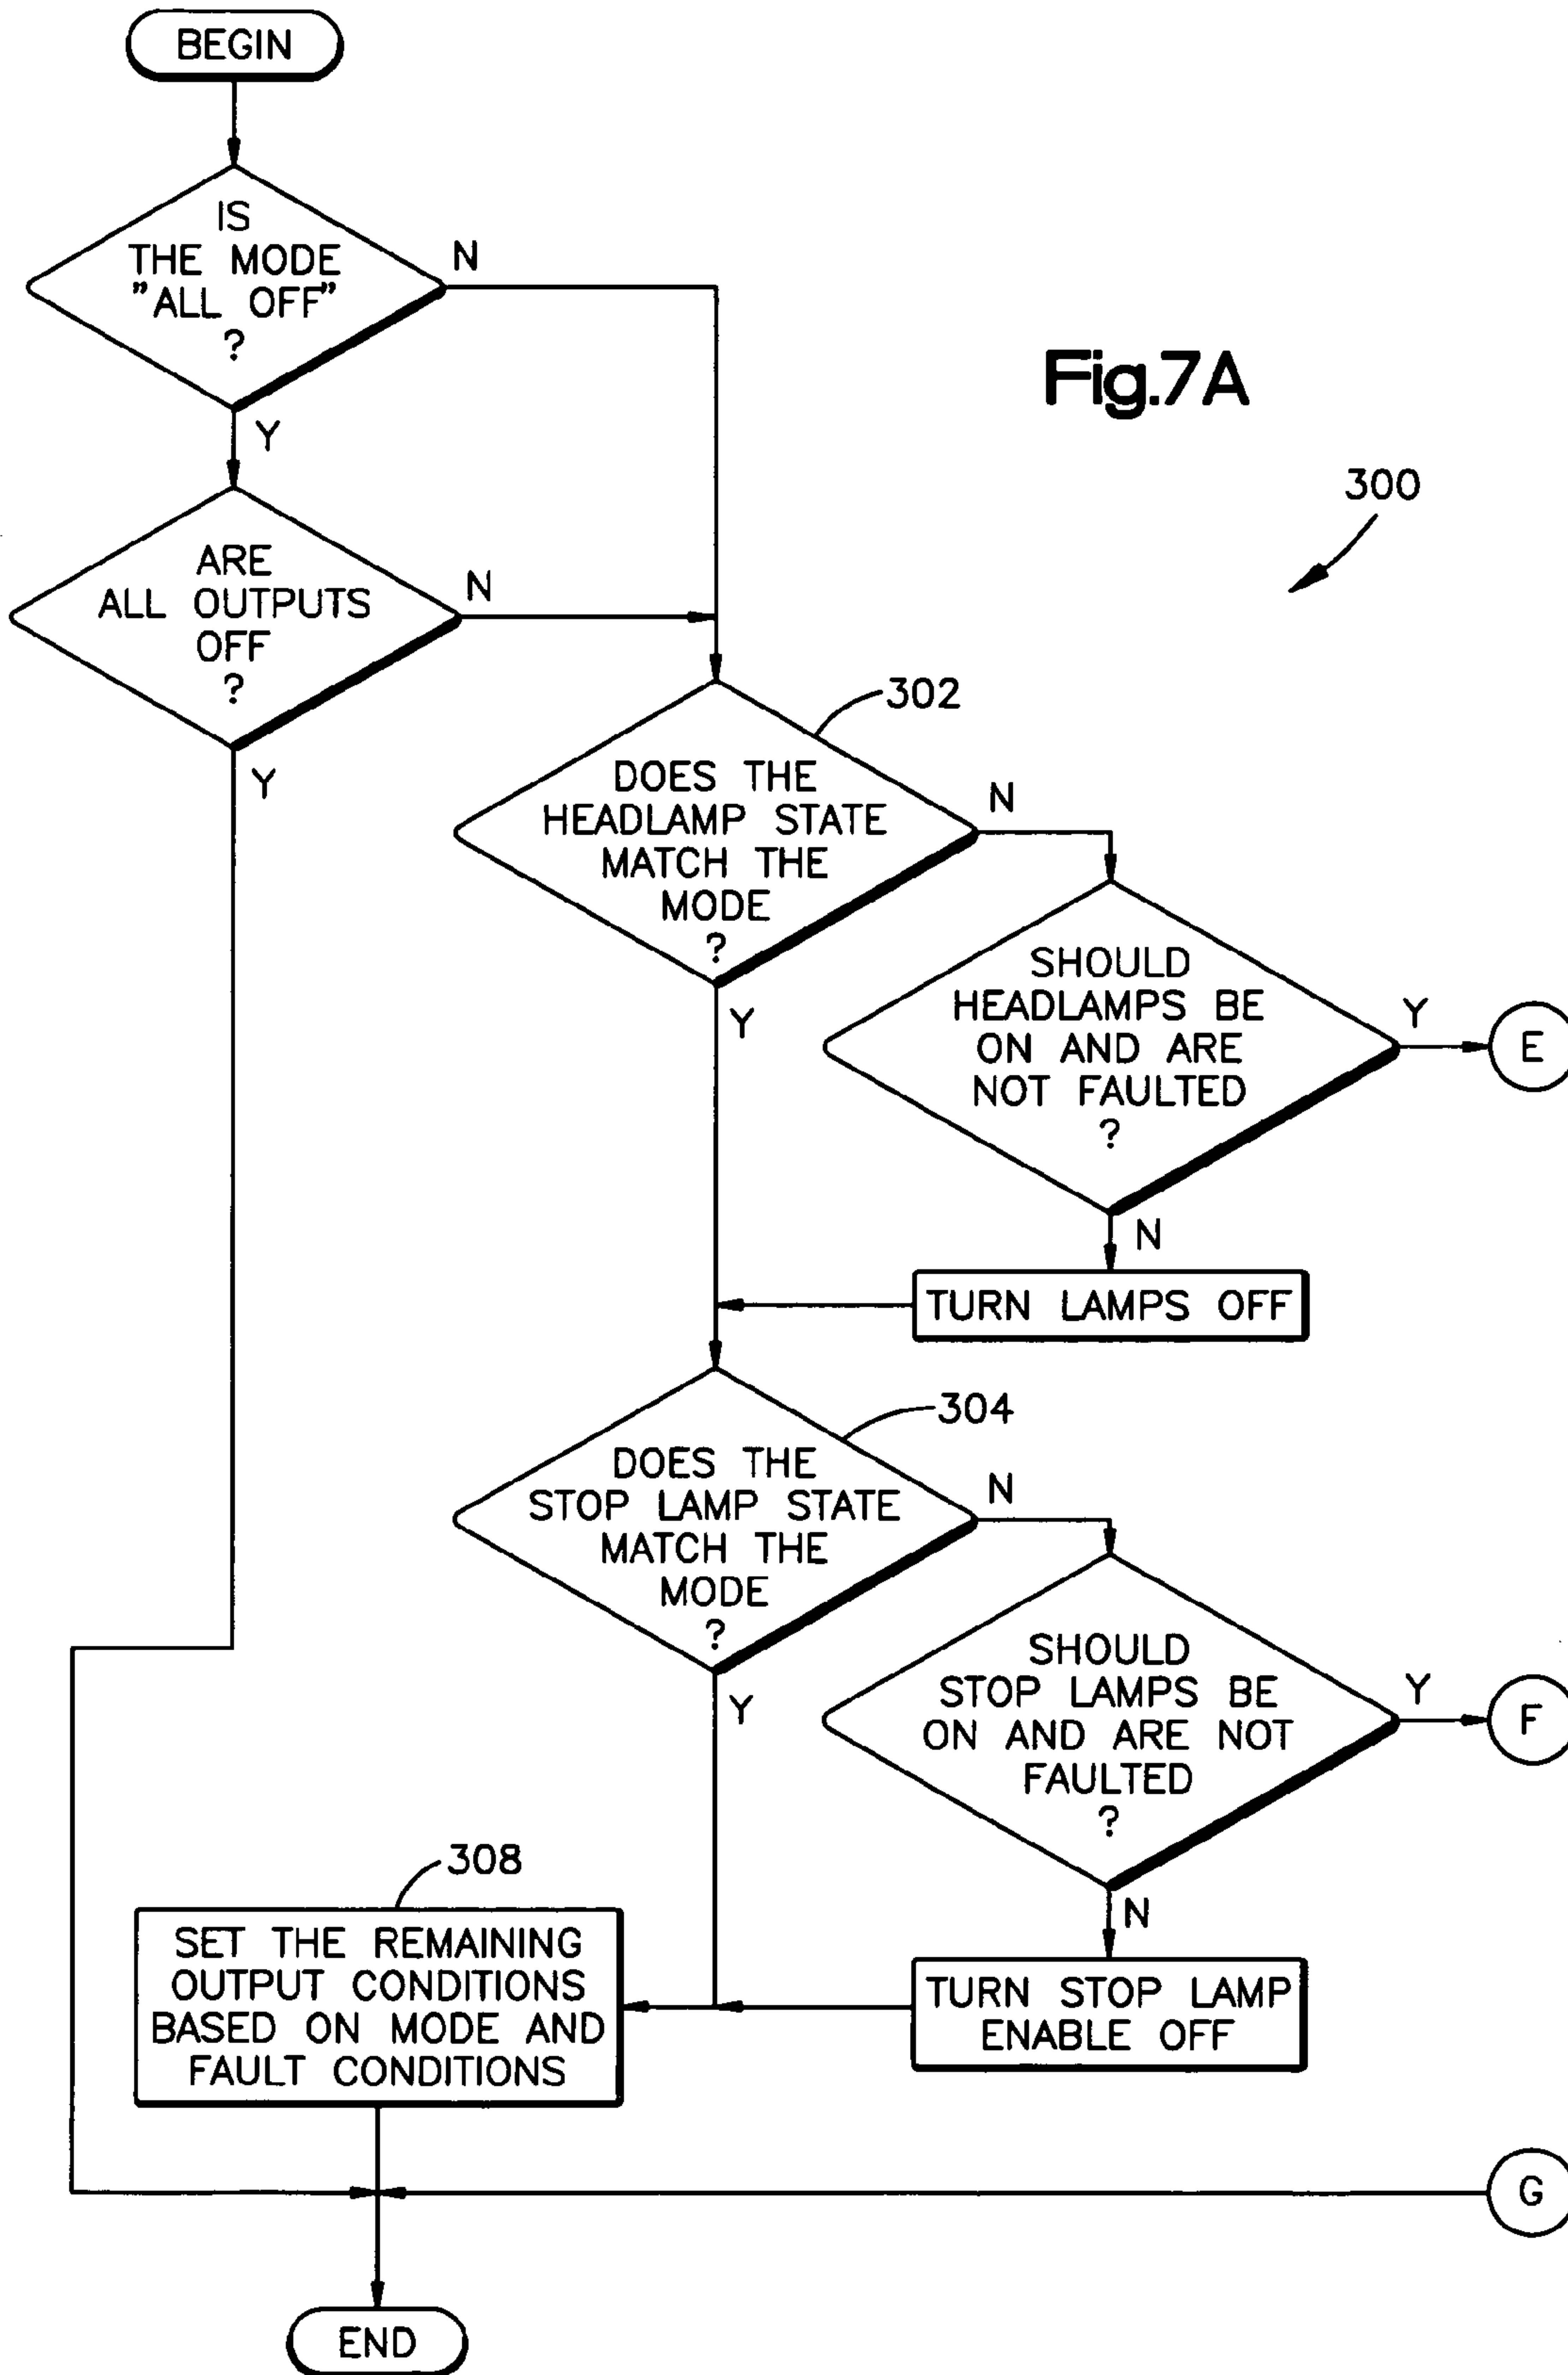 BEGIN
IS
THE MODE
"ALL OFF"
?
N
Y
Fig.7A
300
ARE
ALL OUTPUTS
OFF
?
N
Y
302
DOES THE
HEADLAMP STATE
MATCH THE
MODE
?
N
Y
SHOULD
HEADLAMPS BE
ON AND ARE
NOT FAULTED
?
Y
E
N
TURN LAMPS OFF
304
DOES THE
STOP LAMP STATE
MATCH THE
MODE
?
N
Y
SHOULD
STOP LAMPS BE
ON AND ARE NOT
FAULTED
?
Y
F
N
TURN STOP LAMP
ENABLE OFF
308
SET THE REMAINING
OUTPUT CONDITIONS
BASED ON MODE AND
FAULT CONDITIONS
G
END